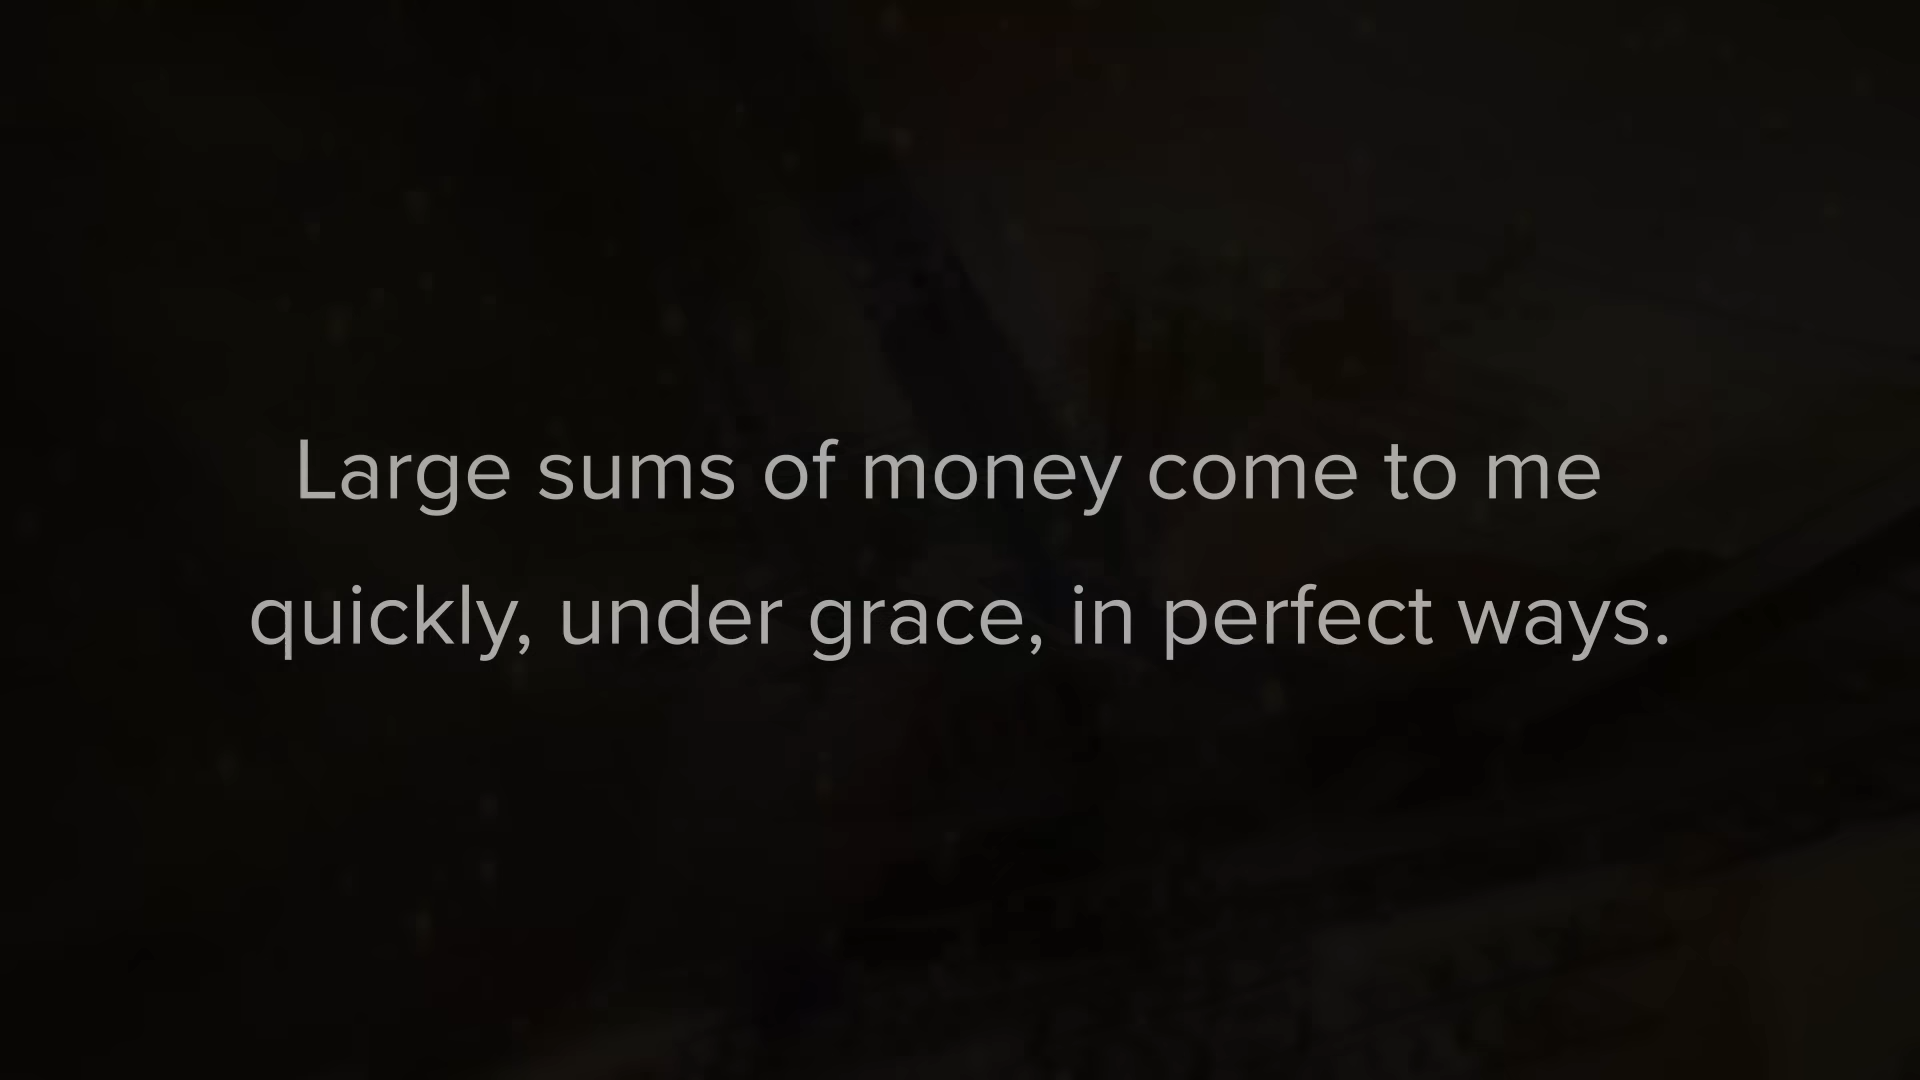 Large sums of money come to me
quickly, under grace, in perfect ways.